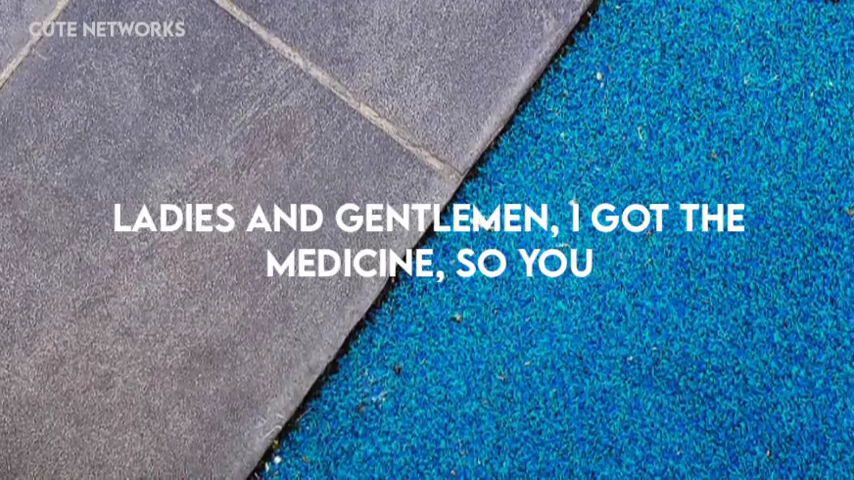 CUTE NETWORKS
LADIES AND GENTLEMEN, I GOT THE
MEDICINE, SO YOU